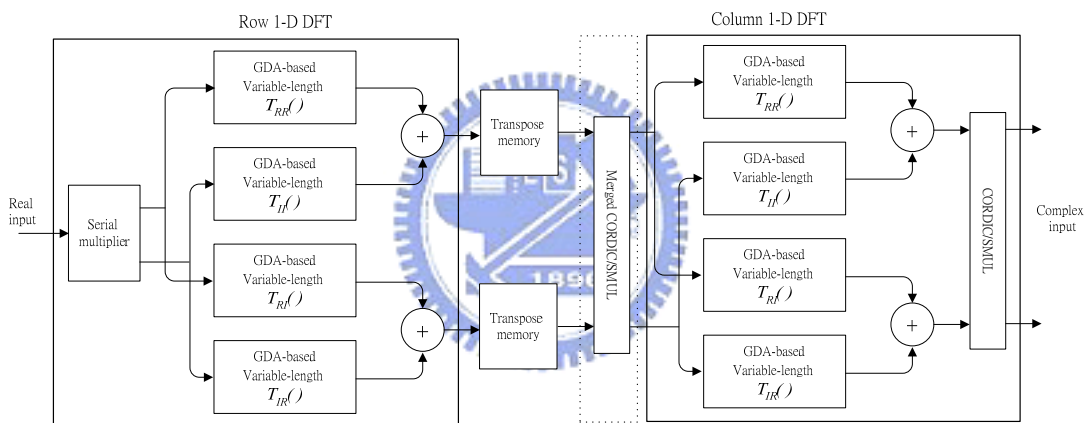 Row 1-D DFT
Column 1-D DFT
Real
input
Serial
multiplier
GDA-based
Variable-length
T_RR()
GDA-based
Variable-length
T_II()
GDA-based
Variable-length
T_RI()
GDA-based
Variable-length
T_IR()
+
+
Transpose
memory
Transpose
memory
1896
Merged CORDIC/SMUL
GDA-based
Variable-length
T_RR()
GDA-based
Variable-length
T_II()
GDA-based
Variable-length
T_RI()
GDA-based
Variable-length
T_IR()
+
+
CORDIC/SMUL
Complex
input